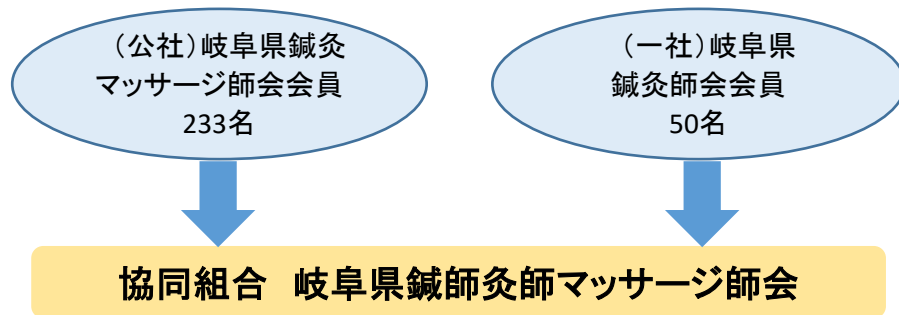 （公社）岐阜県鍼灸
マッサージ師会会員
233名
（一社）岐阜県
鍼灸師会会員
50名
協同組合　岐阜県鍼師灸師マッサージ師会